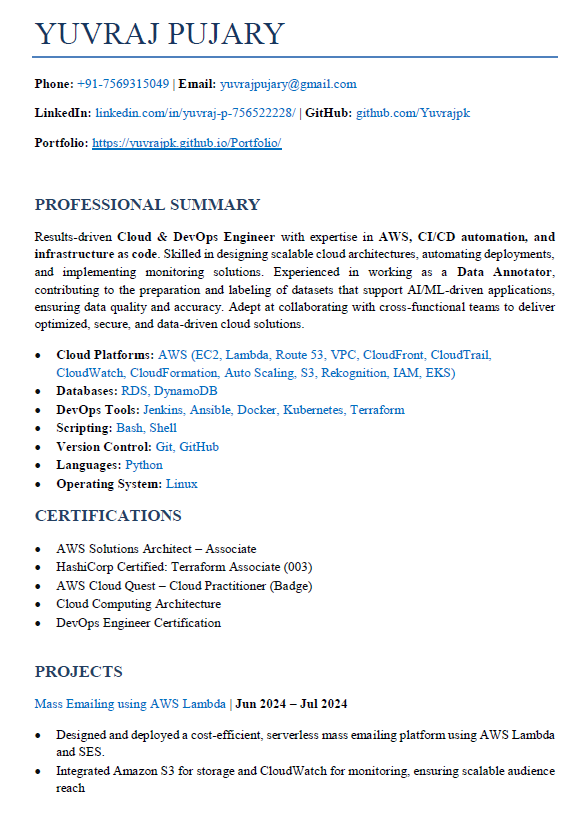 YUVRAJ PUJARY
Phone: +91-7569315049 | Email: yuvrajpujary@gmail.com
LinkedIn: linkedin.com/in/yuvraj-p-756522228/ | GitHub: github.com/Yuvrajpk
Portfolio: https://yuvrajpk.github.io/Portfolio/
PROFESSIONAL SUMMARY
Results-driven Cloud & DevOps Engineer with expertise in AWS, CI/CD automation, and
infrastructure as code. Skilled in designing scalable cloud architectures, automating deployments,
and implementing monitoring solutions. Experienced in working as a Data Annotator,
contributing to the preparation and labeling of datasets that support AI/ML-driven applications,
ensuring data quality and accuracy. Adept at collaborating with cross-functional teams to deliver
optimized, secure, and data-driven cloud solutions.
• Cloud Platforms: AWS (EC2, Lambda, Route 53, VPC, CloudFront, CloudTrail,
CloudWatch, CloudFormation, Auto Scaling, S3, Rekognition, IAM, EKS)
• Databases: RDS, DynamoDB
• DevOps Tools: Jenkins, Ansible, Docker, Kubernetes, Terraform
• Scripting: Bash, Shell
• Version Control: Git, GitHub
• Languages: Python
• Operating System: Linux
CERTIFICATIONS
• AWS Solutions Architect – Associate
• HashiCorp Certified: Terraform Associate (003)
• AWS Cloud Quest – Cloud Practitioner (Badge)
• Cloud Computing Architecture
• DevOps Engineer Certification
PROJECTS
Mass Emailing using AWS Lambda | Jun 2024 – Jul 2024
• Designed and deployed a cost-efficient, serverless mass emailing platform using AWS Lambda
and SES.
• Integrated Amazon S3 for storage and CloudWatch for monitoring, ensuring scalable audience
reach